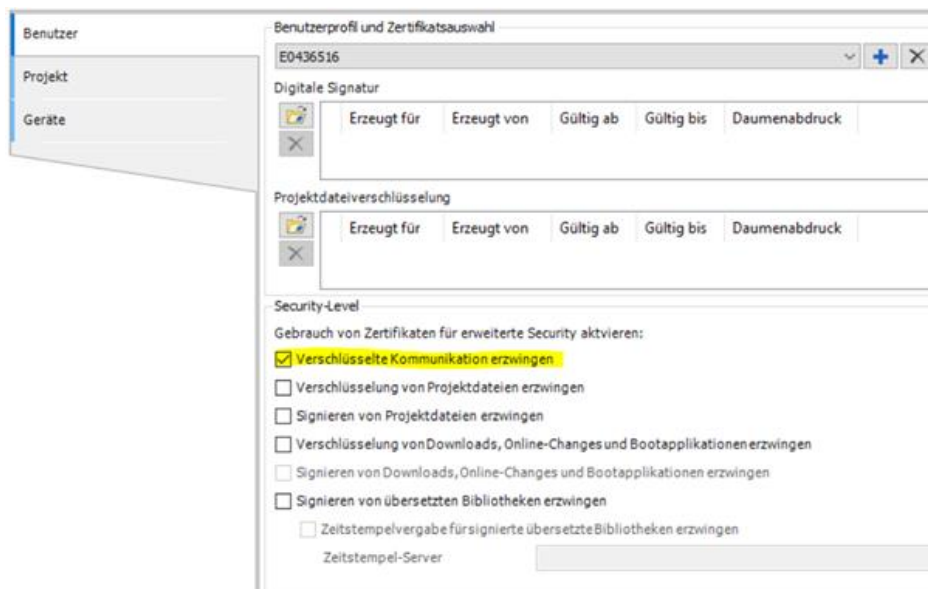 Benutzer
Projekt
Geräte
Benutzerprofil und Zertifikatsauswahl
E0436516
Digitale Signatur
Erzeugt für Erzeugt von Gültig ab Gültig bis Daumenabdruck
Projektdateiverschlüsselung
Erzeugt für Erzeugt von Gültig ab Gültig bis Daumenabdruck
Security-Level
Gebrauch von Zertifikaten für erweiterte Security aktvieren:
Verschlüsselte Kommunikation erzwingen
Verschlüsselung von Projektdateien erzwingen
Signieren von Projektdateien erzwingen
Verschlüsselung von Downloads, Online-Changes und Bootapplikationen erzwingen
Signieren von Downloads, Online-Changes und Bootapplikationen erzwingen
Signieren von übersetzten Bibliotheken erzwingen
Zeitstempelvergabe für signierte übersetzte Bibliotheken erzwingen
Zeitstempel-Server